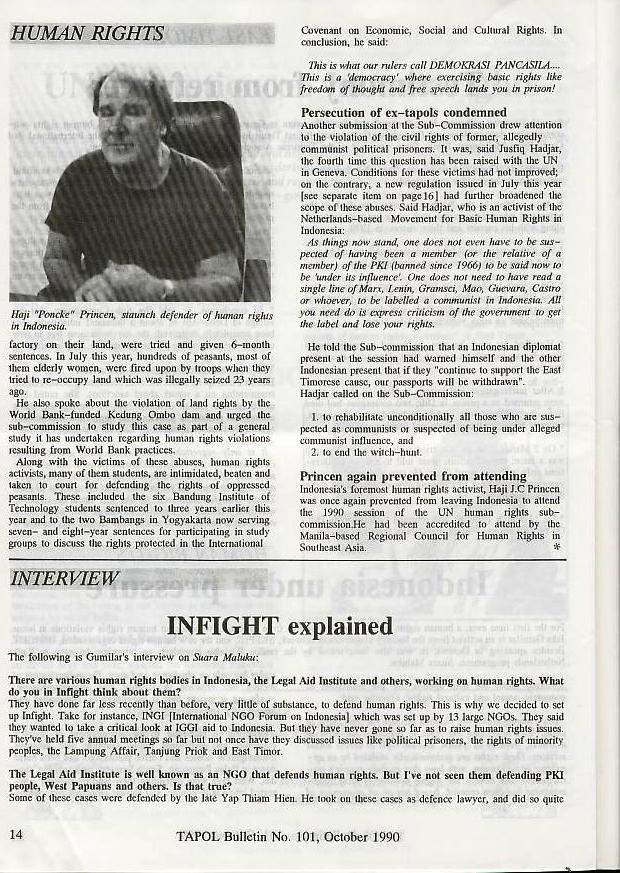 HUMAN RIGHTS
Haji "Poncke" Princen, staunch defender of human rights
in Indonesia.
factory on their land, were tried and given 6-month
sentences. In July this year, hundreds of peasants, most of
them elderly women, were fired upon by troops when they
tried to re-occupy land which was illegally seized 23 years
ago.
He also spoke about the violation of land rights by the
World Bank-funded Kedung Ombo dam and urged the
sub-commission to study this case as part of a general
study it has undertaken regarding human rights violations
resulting from World Bank practices.
Along with the victims of these abuses, human rights
activists, many of them students, are intimidated, beaten and
taken to court for defending the rights of oppressed
peasants. These included the six Bandung Institute of
Technology students sentenced to three years earlier this
year and to the two Bambangs in Yogyakarta now serving
seven- and eight-year sentences for participating in study
groups to discuss the rights protected in the International
Covenant on Economic, Social and Cultural Rights. In
conclusion, he said:
This is what our rulers call DEMOKRASI PANCASILA....
This is a 'democracy' where exercising basic rights like
freedom of thought and free speech lands you in prison!
Persecution of ex-tapols condemned
Another submission at the Sub-Commission drew attention
to the violation of the civil rights of former, allegedly
communist political prisoners. It was, said Jusfiq Hadjar,
the fourth time this question has been raised with the UN
in Geneva. Conditions for these victims had not improved;
on the contrary, a new regulation issued in July this year
[see separate item on page 16] had further broadened the
scope of these abuses. Said Hadjar, who is an activist of the
Netherlands-based Movement for Basic Human Rights in
Indonesia:
As things now stand, one does not even have to be sus-
pected of having been a member (or the relative of a
member) of the PKI (banned since 1966) to be said now to
be 'under its influence'. One does not need to have read a
single line of Marx, Lenin, Gramsci, Mao, Guevara, Castro
or whoever, to be labelled a communist in Indonesia. All
you need do is express criticism of the government to get
the label and lose your rights.
He told the Sub-commission that an Indonesian diplomat
present at the session had warned himself and the other
Indonesian present that if they "continue to support the East
Timorese cause, our passports will be withdrawn".
Hadjar called on the Sub-Commission:
1. to rehabilitate unconditionally all those who are sus-
pected as communists or suspected of being under alleged
communist influence, and
2. to end the witch-hunt.
Princen again prevented from attending
Indonesia's foremost human rights activist, Haji J.C Princen
was once again prevented from leaving Indonesia to attend
the 1990 session of the UN human rights sub-
commission.He had been accredited to attend by the
Manila-based Regional Council for Human Rights in
Southeast Asia. *
INTERVIEW
INFIGHT explained
The following is Gumilar's interview on Suara Maluku:
There are various human rights bodies in Indonesia, the Legal Aid Institute and others, working on human rights. What
do you in Infight think about them?
They have done far less recently than before, very little of substance, to defend human rights. This is why we decided to set
up Infight. Take for instance, INGI [International NGO Forum on Indonesia] which was set up by 13 large NGOs. They said
they wanted to take a critical look at IGGI aid to Indonesia. But they have never gone so far as to raise human rights issues.
They've held five annual meetings so far but not once have they discussed issues like political prisoners, the rights of minority
peoples, the Lampung Affair, Tanjung Priok and East Timor.
The Legal Aid Institute is well known as an NGO that defends human rights. But I've not seen them defending PKI
people, West Papuans and others. Is that true?
Some of these cases were defended by the late Yap Thiam Hien. He took on these cases as defence lawyer, and did so quite
14
TAPOL Bulletin No. 101, October 1990